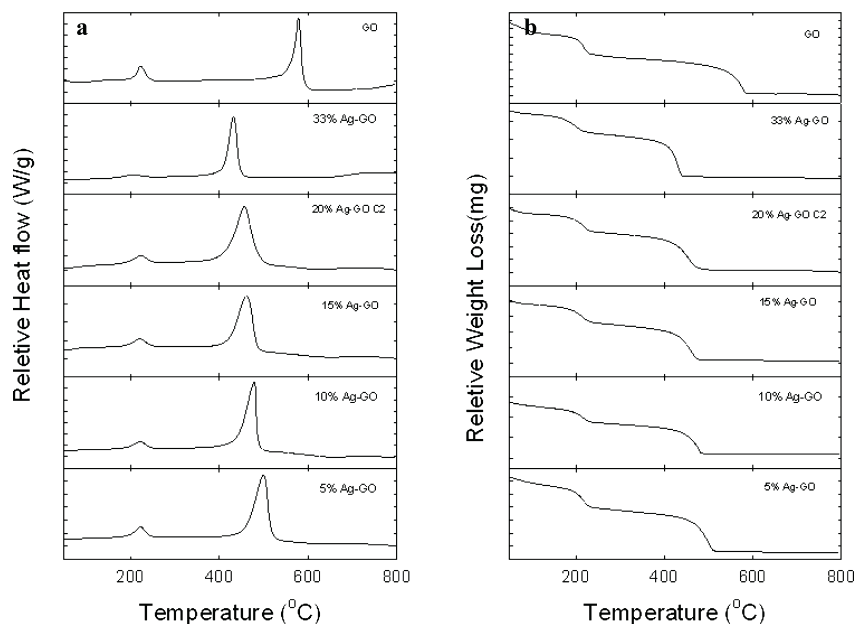 a
GO
33% Ag-GO
20% Ag-GO C2
15% Ag-GO
10% Ag-GO
5% Ag-GO
Reletive Heat flow (W/g)
200 400 600 800
Temperature (°C)
b
GO
33% Ag-GO
20% Ag-GO C2
15% Ag-GO
10% Ag-GO
5% Ag-GO
Reletive Weight Loss(mg)
200 400 600 800
Temperature (°C)